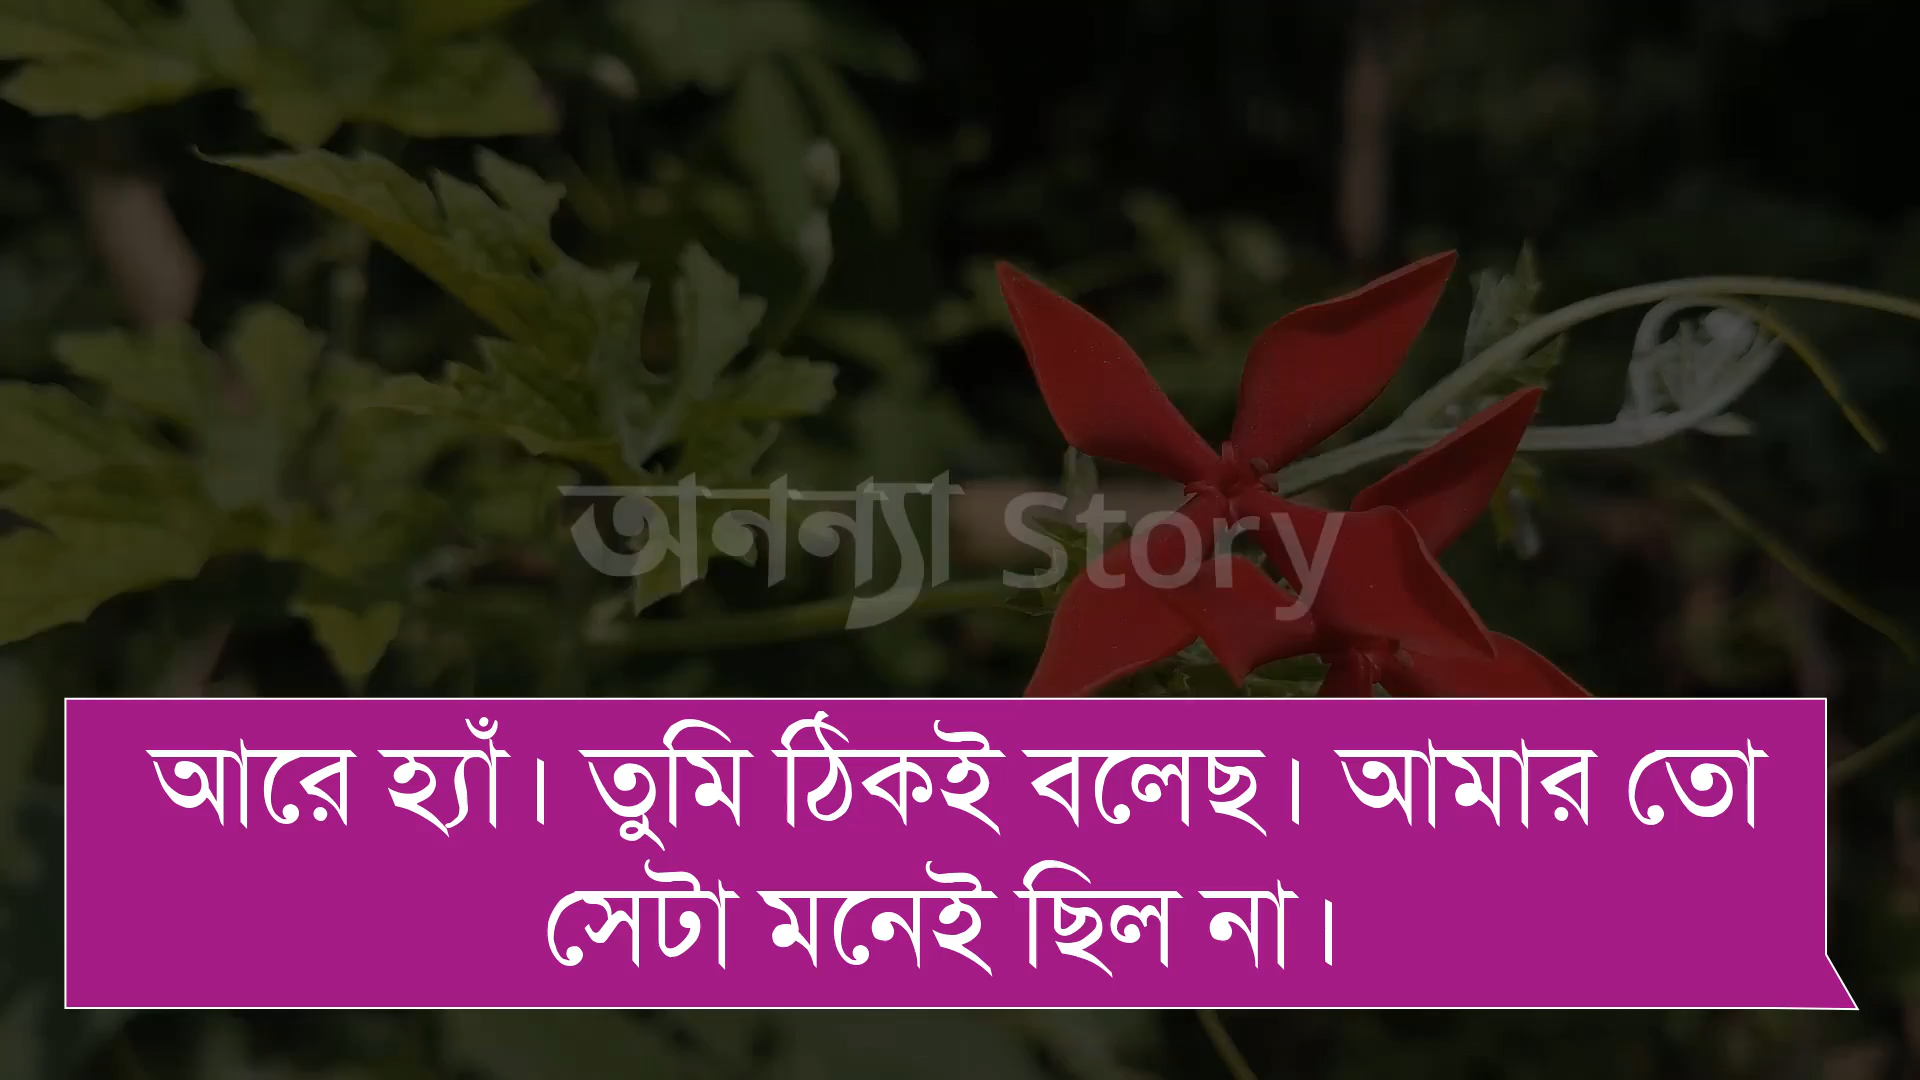 অনন্যা Story
আরে হ্যাঁ। তুমি ঠিকই বলেছ। আমার তো
সেটা মনেই ছিল না।